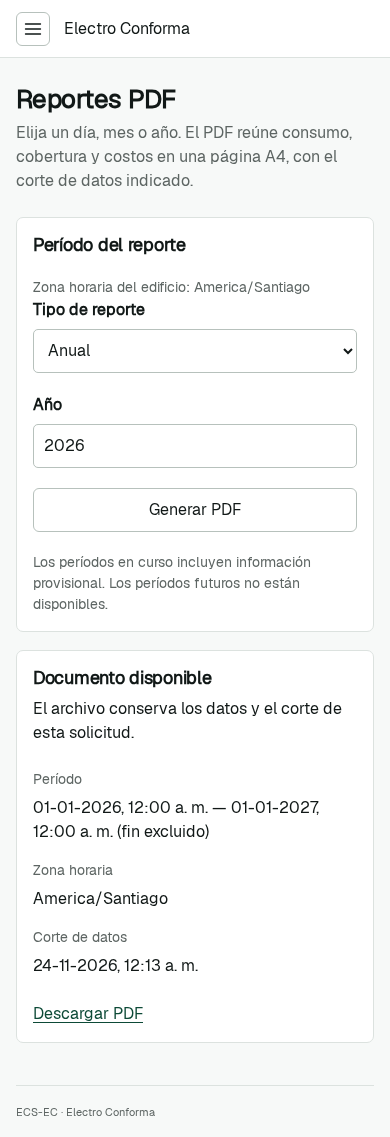 Electro Conforma
Reportes PDF
Elija un día, mes o año. El PDF reúne consumo,
cobertura y costos en una página A4, con el
corte de datos indicado.
Período del reporte
Zona horaria del edificio: America/Santiago
Tipo de reporte
Anual
Año
2026
Generar PDF
Los períodos en curso incluyen información
provisional. Los períodos futuros no están
disponibles.
Documento disponible
El archivo conserva los datos y el corte de
esta solicitud.
Período
01-01-2026, 12:00 a. m. — 01-01-2027,
12:00 a. m. (fin excluido)
Zona horaria
America/Santiago
Corte de datos
24-11-2026, 12:13 a. m.
Descargar PDF
ECS-EC · Electro Conforma